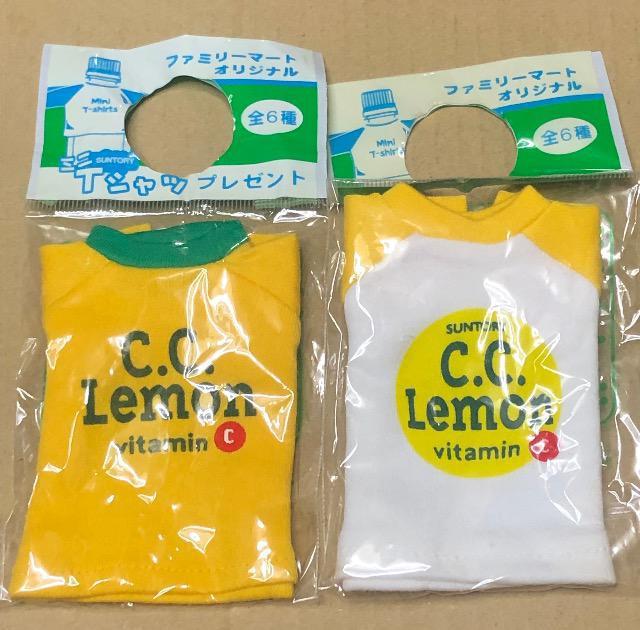 ファミリーマート
オリジナル
Mini
T-shirts
全6種
ミニ
SUNTORY
Tシャツ プレゼント
C.C.
Lemon
vitamin C
ファミリーマート
オリジナル
Mini
T-shirts
全6種
SUNTORY
C.C.
Lemon
vitamin C